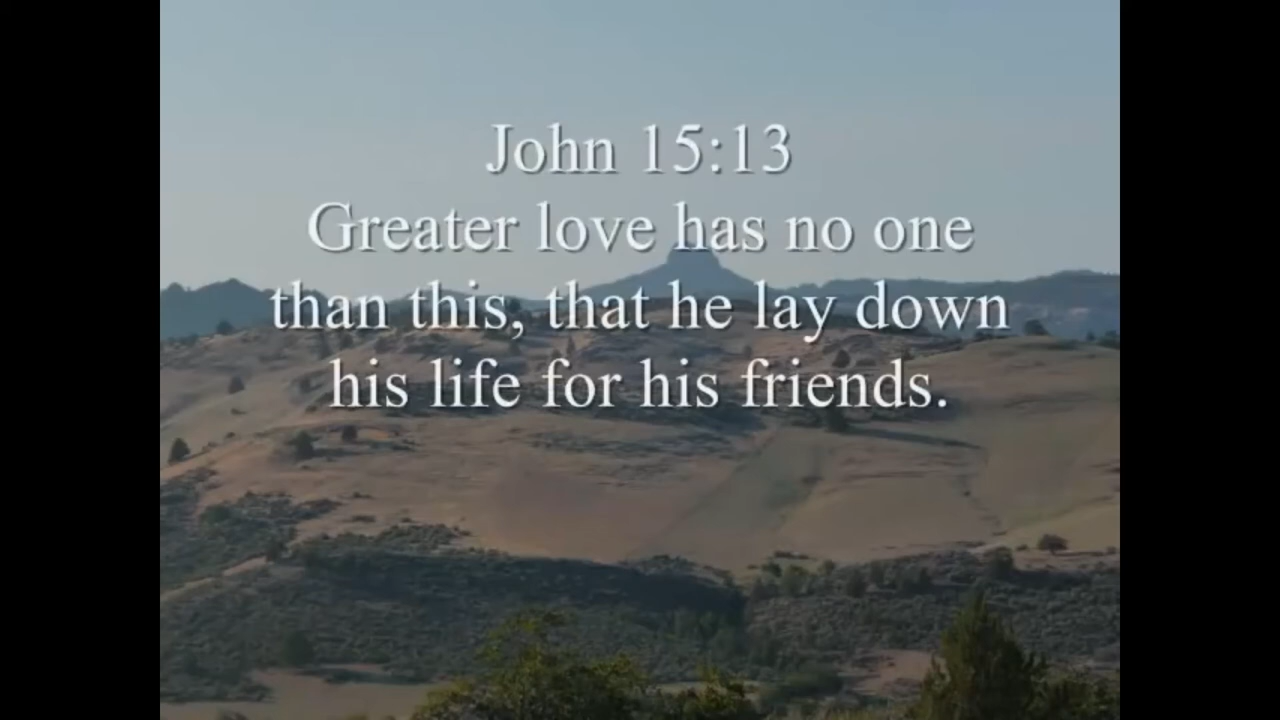 John 15:13
Greater love has no one
than this, that he lay down
his life for his friends.